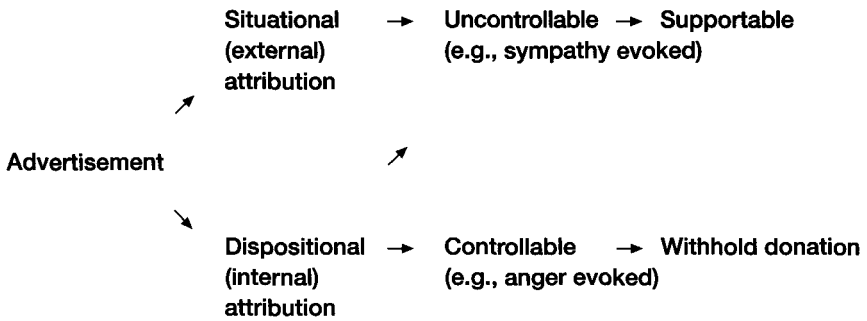 Situational → Uncontrollable → Supportable
(external) (e.g., sympathy evoked)
attribution
Advertisement
Dispositional → Controllable → Withhold donation
(internal) (e.g., anger evoked)
attribution